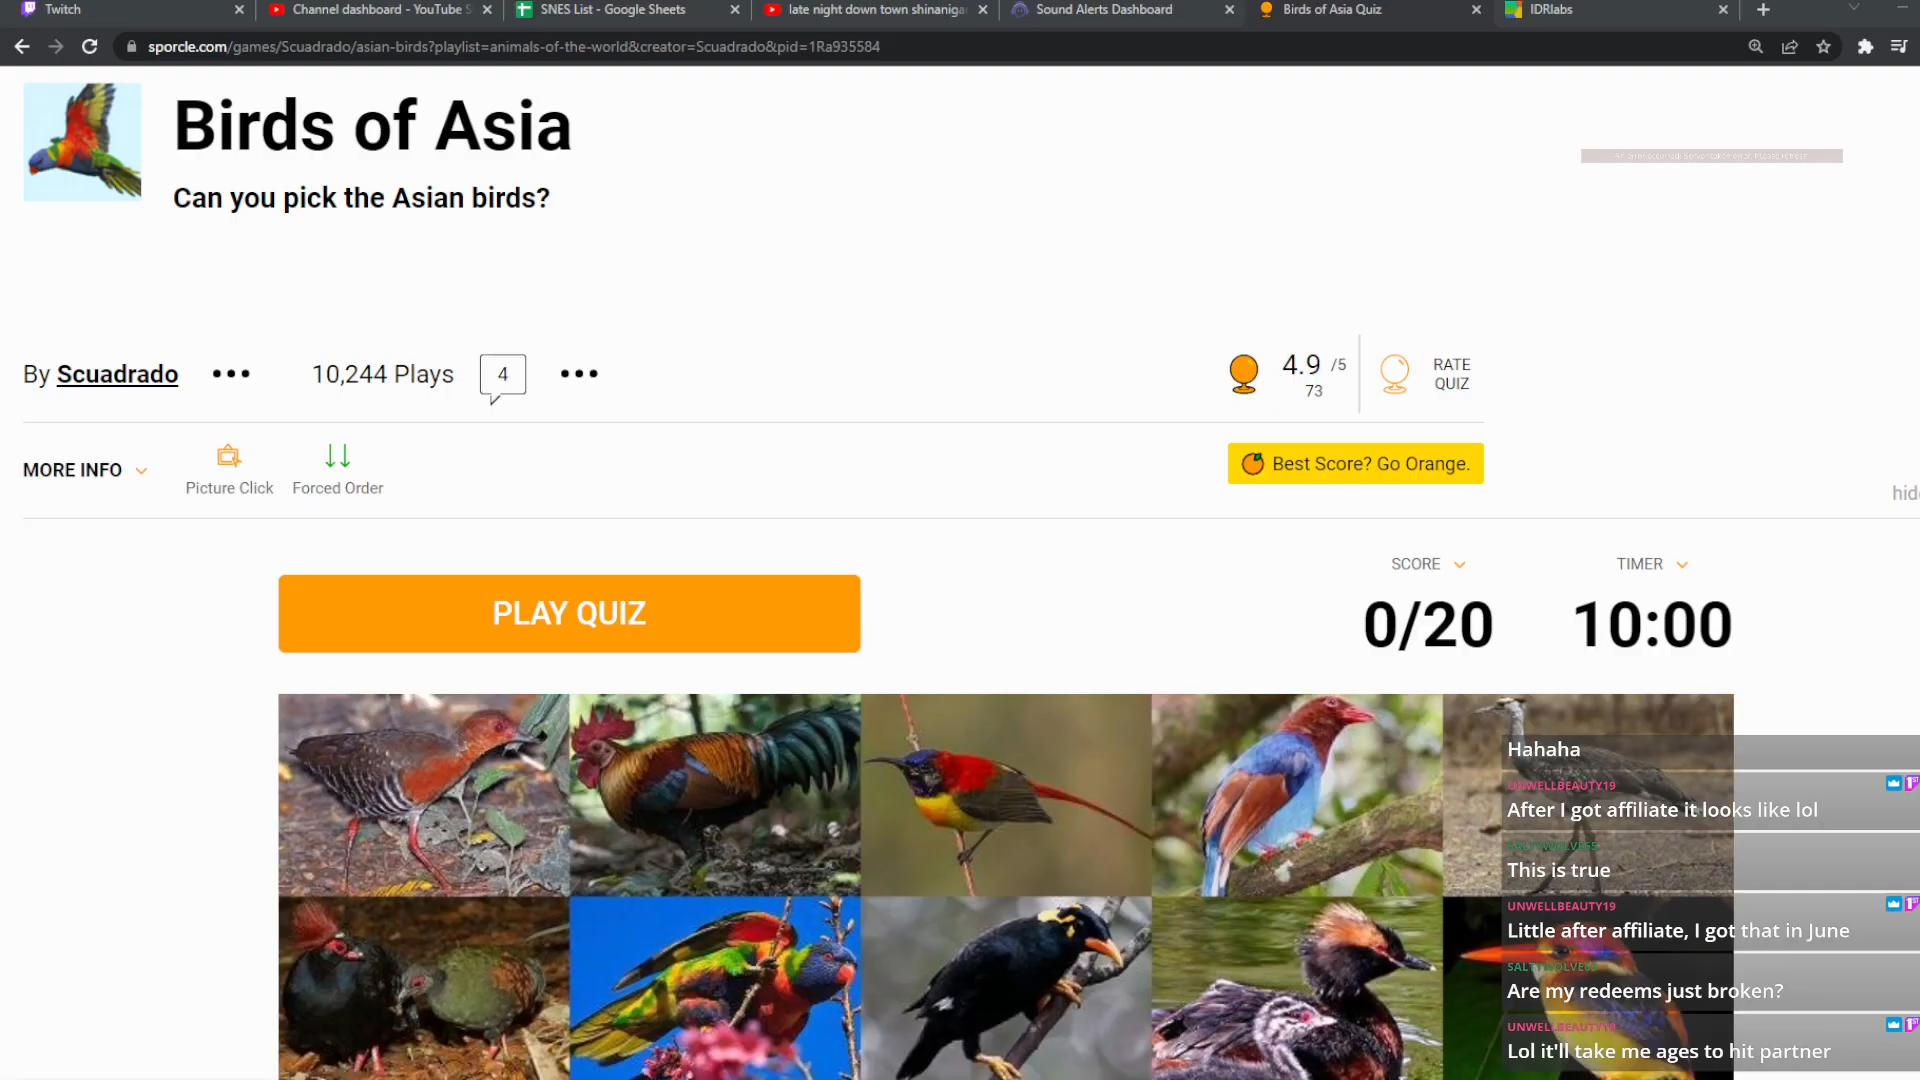 Twitch
Channel dashboard - YouTube S
SNES List - Google Sheets
late night down town shinaniga
Sound Alerts Dashboard
Birds of Asia Quiz
IDRlabs
sporcle.com/games/Scuadrado/asian-birds?playlist=animals-of-the-world&creator=Scuadrado&pid=1Ra935584
Birds of Asia
Can you pick the Asian birds?
By Scuadrado
10,244 Plays
4
4.9 /5
73
RATE
QUIZ
MORE INFO
Picture Click
Forced Order
Best Score? Go Orange.
hid
PLAY QUIZ
SCORE
TIMER
0/20
10:00
Hahaha
UNWELLBEAUTY19
After I got affiliate it looks like lol
SALTYWOLVE65
This is true
UNWELLBEAUTY19
Little after affiliate, I got that in June
SALTYWOLVE65
Are my redeems just broken?
UNWELLBEAUTY19
Lol it'll take me ages to hit partner